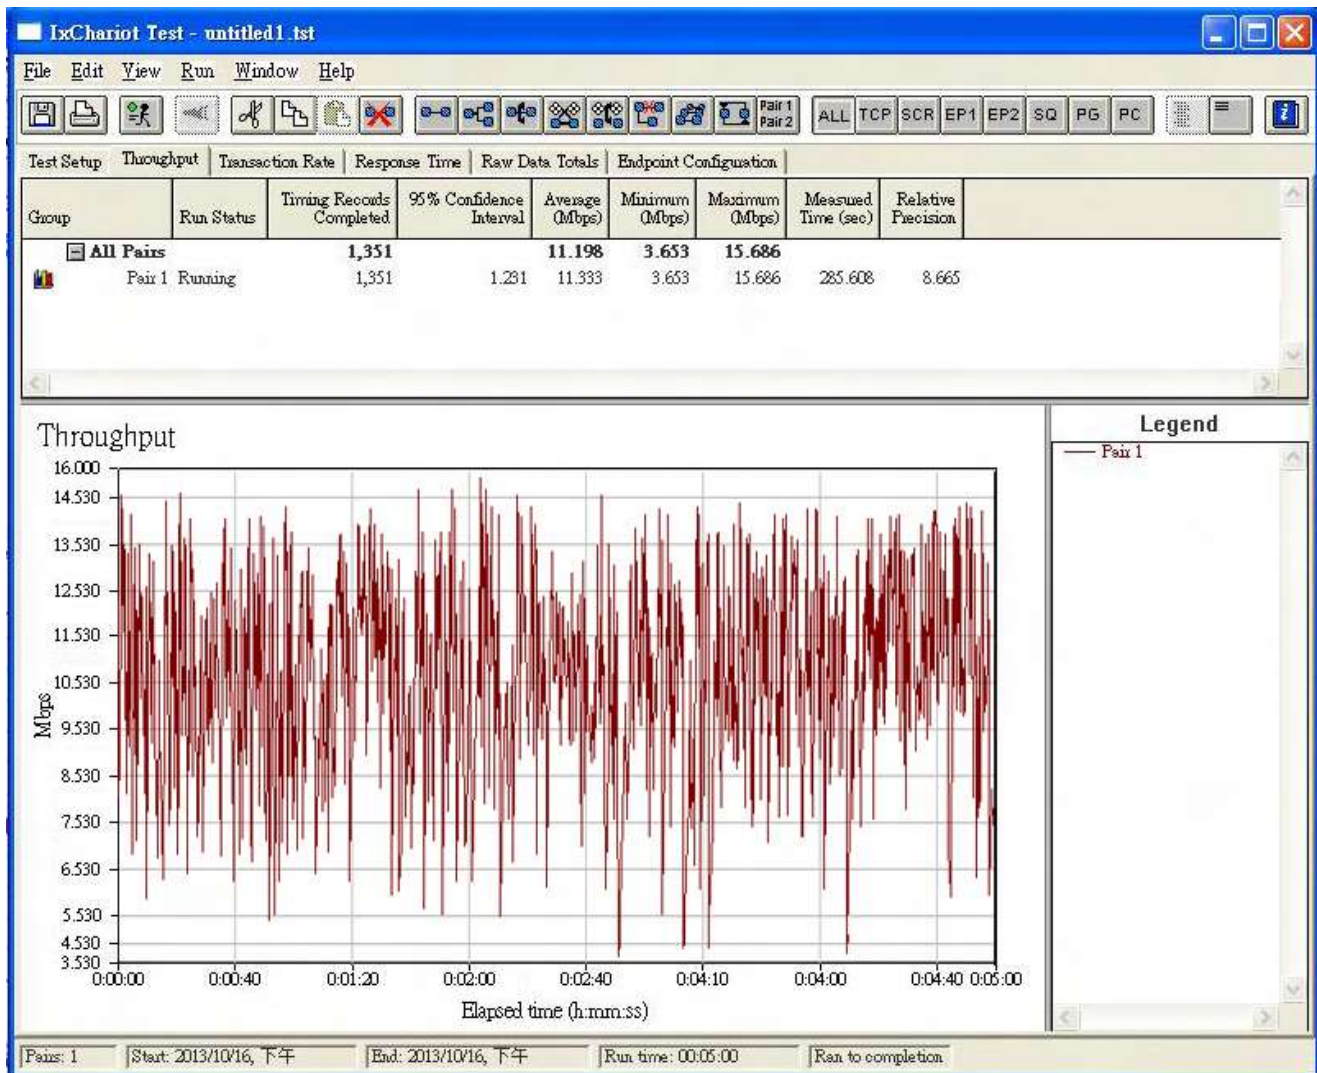 IxChariot Test - untitled1.tst
File Edit View Run Window Help
Pair 1
Pair 2
ALL TCP SCR EP1 EP2 SQ PG PC
Test Setup Throughput Transaction Rate Response Time Raw Data Totals Endpoint Configuration
Group Run Status Timing Records Completed 95% Confidence Interval Average (Mbps) Minimum (Mbps) Maximum (Mbps) Measured Time (sec) Relative Precision
All Pairs 1,351 11.198 3.653 15.686
Pair 1 Running 1,351 1.231 11.333 3.653 15.686 285.608 8.665
Throughput
16.000
14.530
13.530
12.530
11.530
10.530
9.530
8.530
7.530
6.530
5.530
4.530
3.530
Mbps
0:00:00 0:00:40 0:01:20 0:02:00 0:02:40 0:04:10 0:04:00 0:04:40 0:05:00
Elapsed time (h:mm:ss)
Legend
Pair 1
Pairs: 1 Start: 2013/10/16, 下午 End: 2013/10/16, 下午 Run time: 00:05:00 Ran to completion